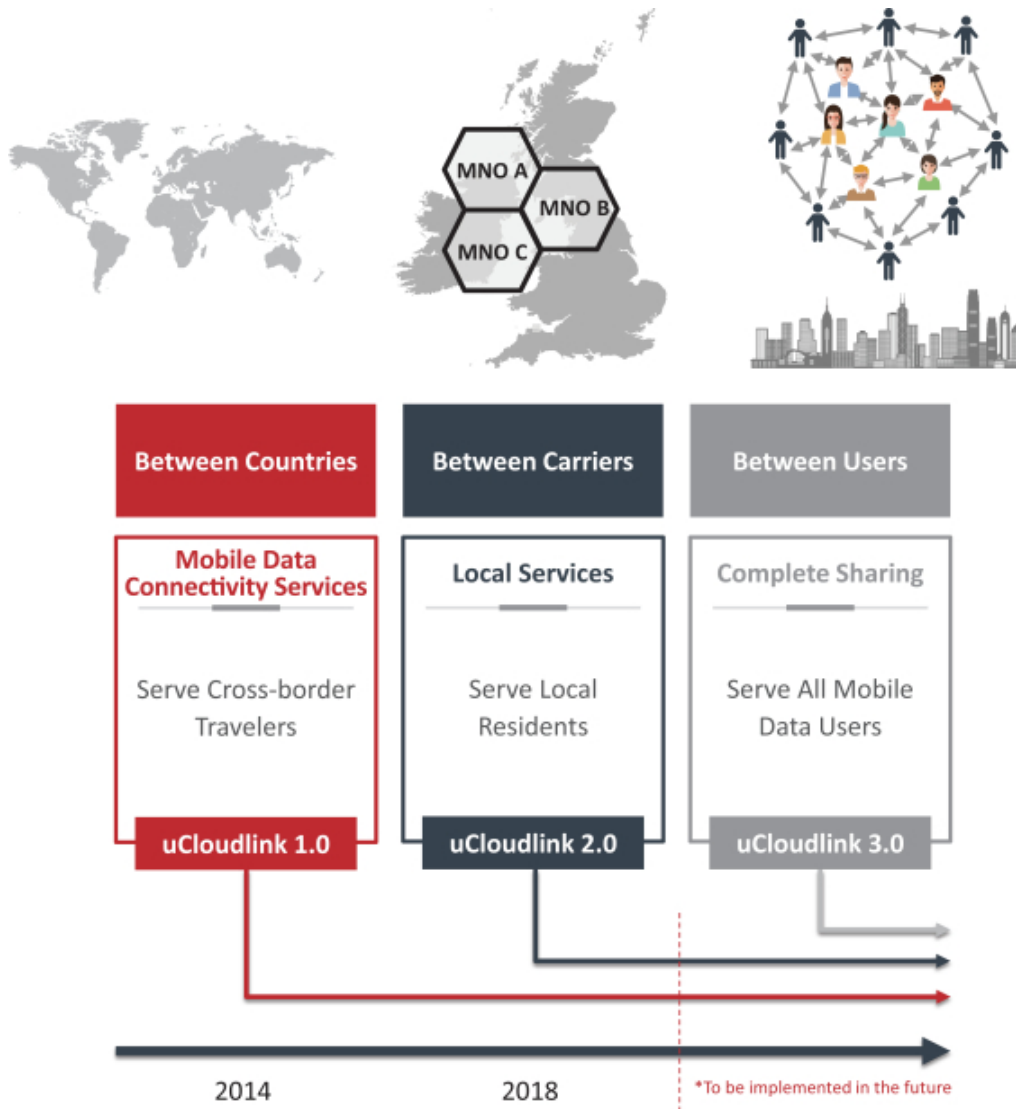 MNO A
MNO B
MNO C
Between Countries
Between Carriers
Between Users
Mobile Data
Connectivity Services
Local Services
Complete Sharing
Serve Cross-border
Travelers
Serve Local
Residents
Serve All Mobile
Data Users
uCloudlink 1.0
uCloudlink 2.0
uCloudlink 3.0
2014
2018
*To be implemented in the future